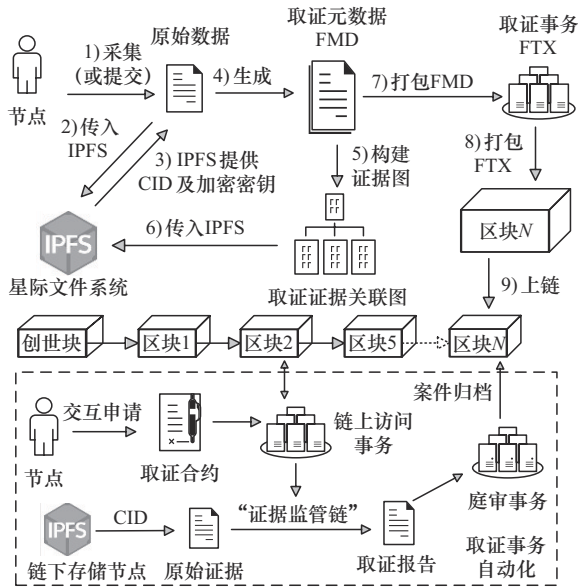 取证元数据
FMD
取证事务
FTX
原始数据
1)采集
(或提交)
4)生成
7)打包FMD
节点
2)传入
IPFS
3)IPFS提供
CID及加密密钥
5)构建
证据图
8)打包
FTX
IPFS
6)传入IPFS
区块N
星际文件系统
取证证据关联图
9)上链
创世块
区块1
区块2
区块5
区块N
交互申请
案件归档
链上访问
事务
节点
取证合约
庭审事务
IPFS
CID
“证据监管链”
链下存储节点
原始证据
取证报告
取证事务
自动化